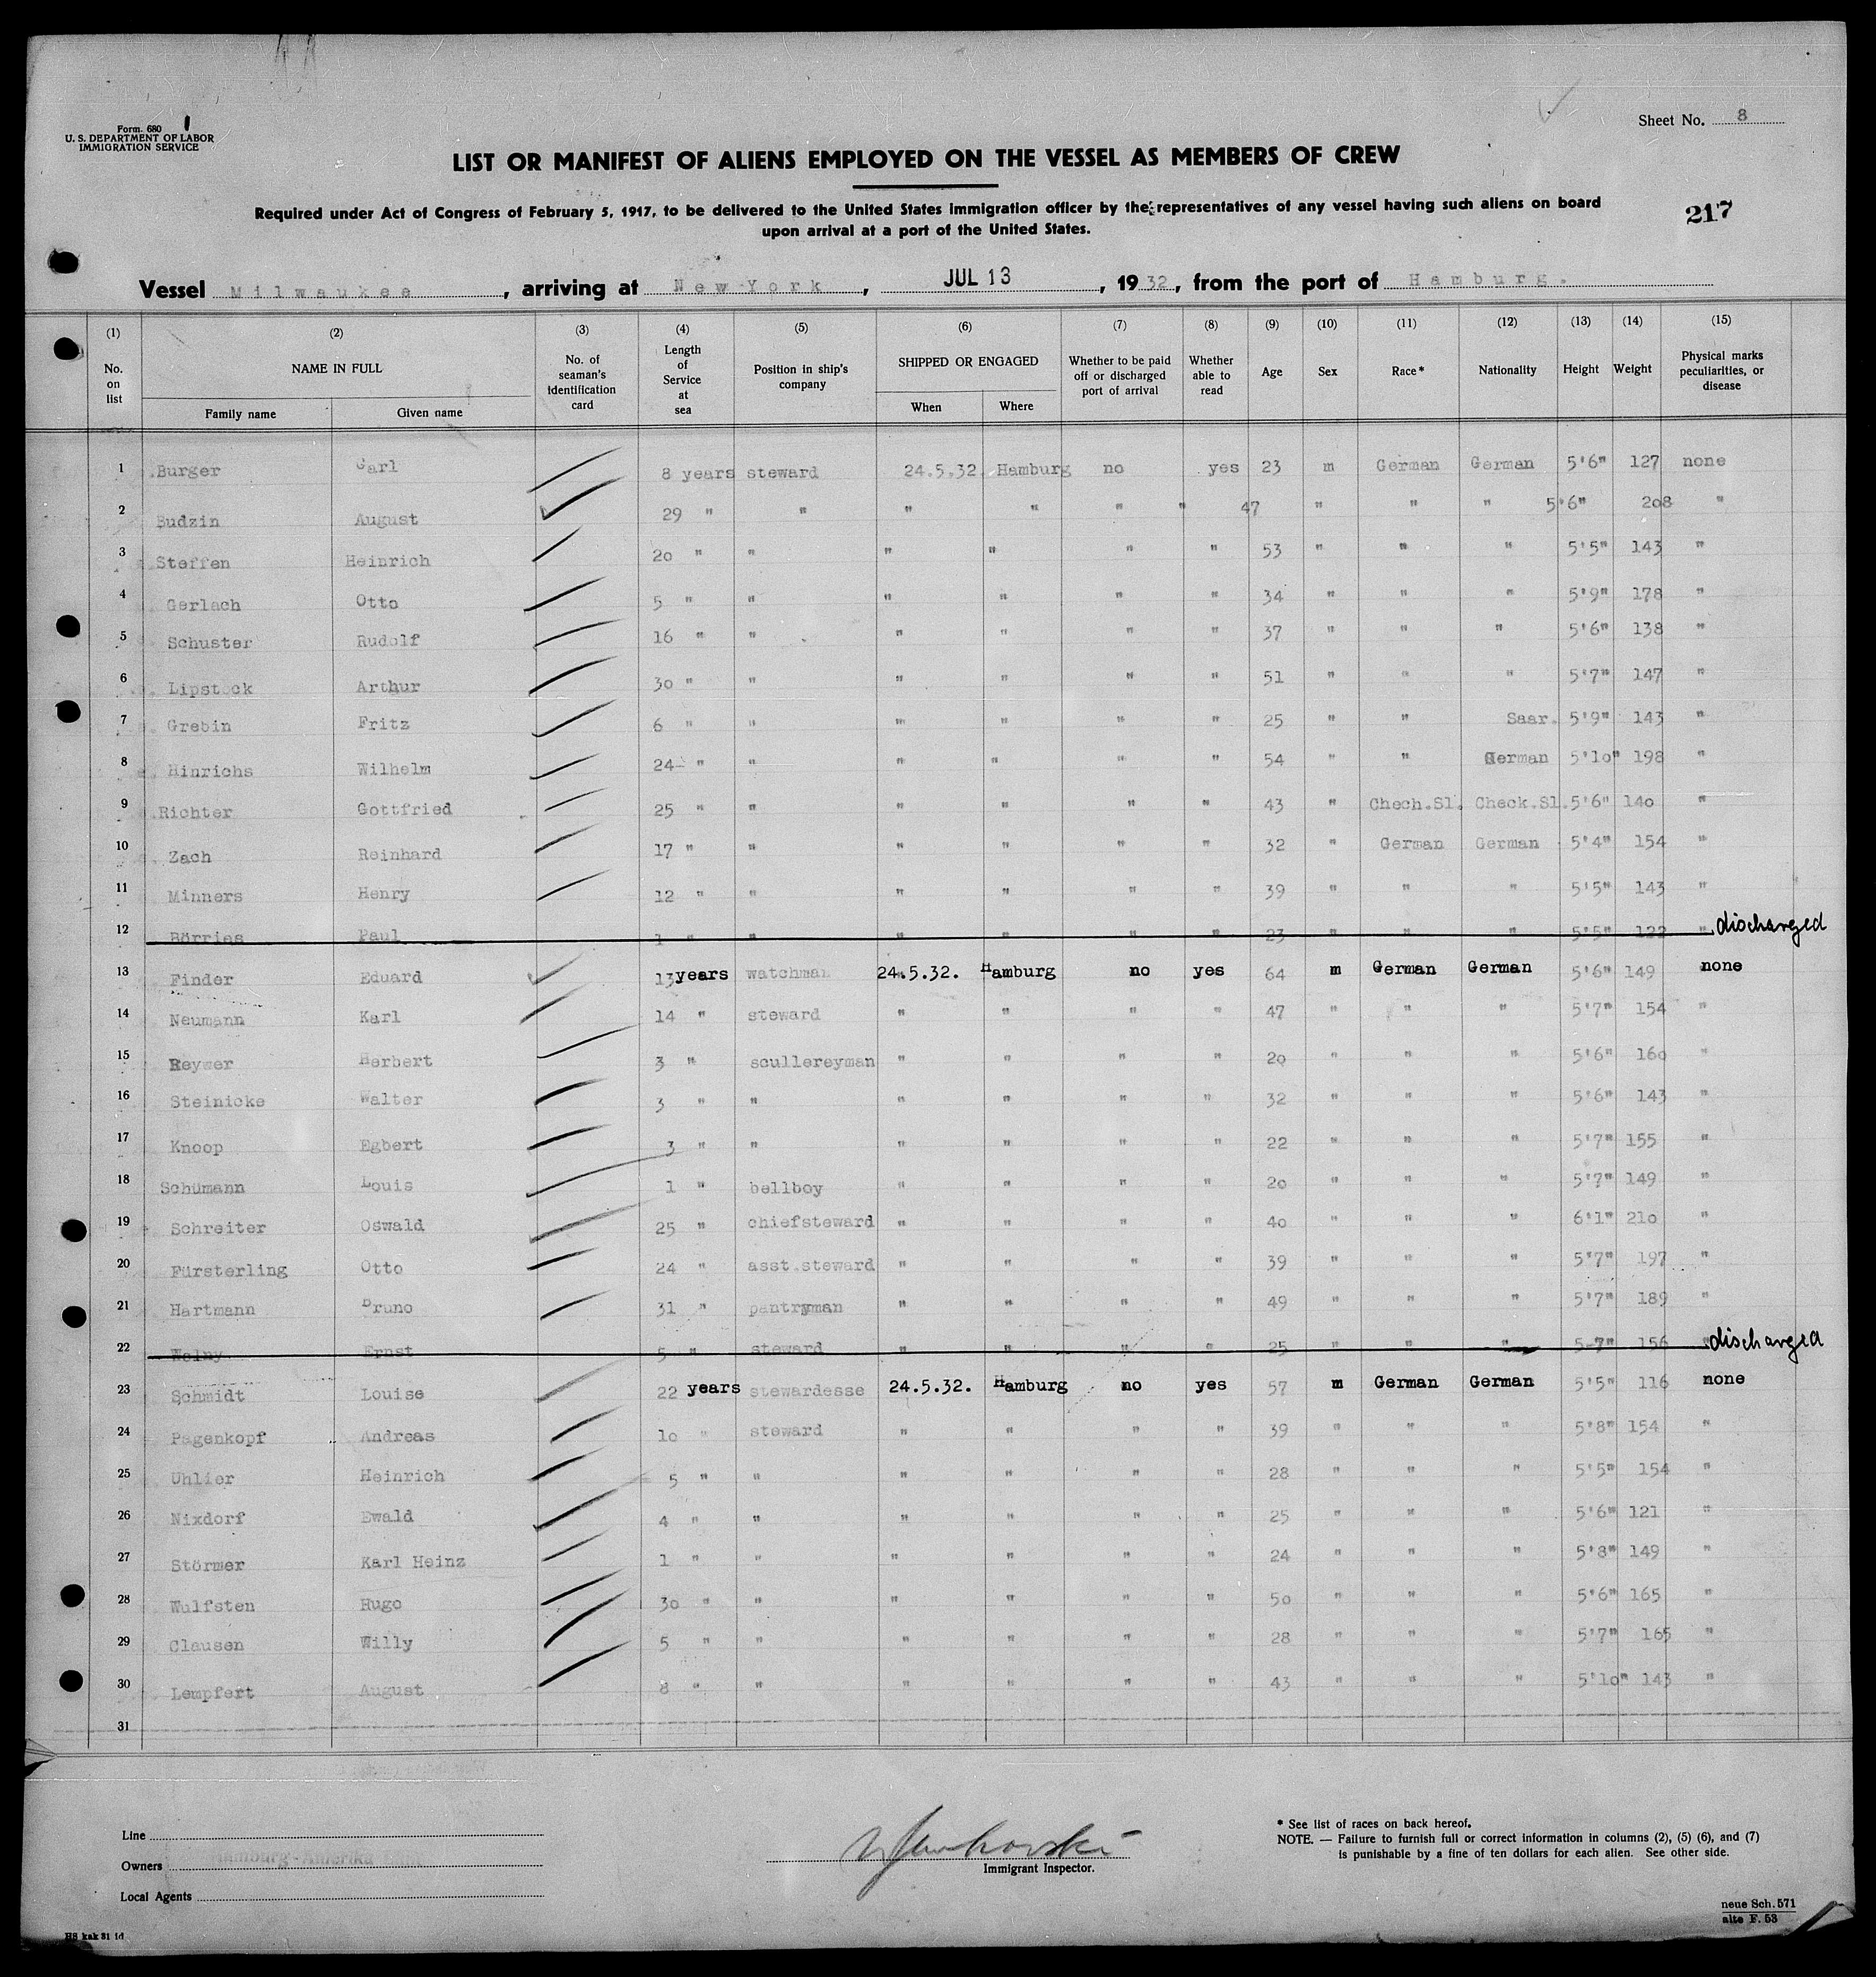 Form. 680
U. S. DEPARTMENT OF LABOR
IMMIGRATION SERVICE
Sheet No. 8
LIST OR MANIFEST OF ALIENS EMPLOYED ON THE VESSEL AS MEMBERS OF CREW
Required under Act of Congress of February 5, 1917, to be delivered to the United States Immigration officer by the representatives of any vessel having such aliens on board
upon arrival at a port of the United States.
217
Vessel Milwaukee, arriving at New York, JUL 13, 1932, from the port of Hamburg.
(1) (2) (3) (4) (5) (6) (7) (8) (9) (10) (11) (12) (13) (14) (15)
No. on list NAME IN FULL Family name Given name No. of seaman's identification card Length of Service at sea Position in ship's company SHIPPED OR ENGAGED When Where Whether to be paid off or discharged port of arrival Whether able to read Age Sex Race* Nationality Height Weight Physical marks peculiarities, or disease
1 Burger Carl 8 years steward 24.5.32. Hamburg no yes 23 m German German 5'6" 127 none
2 Budzin August 29 " " " " " " 47 " " " 5'6" 208 "
3 Steffen Heinrich 20 " " " " " " 53 " " " 5'5" 143 "
4 Gerlach Otto 5 " " " " " " 34 " " " 5'9" 178 "
5 Schuster Rudolf 16 " " " " " " 37 " " " 5'6" 138 "
6 Lipstock Arthur 30 " " " " " " 51 " " " 5'7" 147 "
7 Grebin Fritz 6 " " " " " " 25 " " Saar. 5'9" 143 "
8 Hinrichs Wilhelm 24 " " " " " " 54 " " German 5'10" 198 "
9 Richter Gottfried 25 " " " " " " 43 " Chech.Sl. Check.Sl. 5'6" 140 "
10 Zach Reinhard 17 " " " " " " 32 " German German 5'4" 154 "
11 Minners Henry 12 " " " " " " 39 " " " 5'5" 143 "
12 Börries Paul 1 " " " " " " 23 " " " 5'5" 122 " discharged
13 Finder Eduard 13 years watchman 24.5.32. Hamburg no yes 64 m German German 5'6" 149 none
14 Neumann Karl 14 " steward " " " " 47 " " " 5'7" 154 "
15 Reymer Herbert 3 " scullereyman " " " " 20 " " " 5'6" 160 "
16 Steinicke Walter 3 " " " " " " 32 " " " 5'6" 143 "
17 Knoop Egbert 3 " " " " " " 22 " " " 5'7" 155 "
18 Schümann Louis 1 " bellboy " " " " 20 " " " 5'7" 149 "
19 Schreiter Oswald 25 " chiefsteward " " " " 40 " " " 6'1" 210 "
20 Fürsterling Otto 24 " asst.steward " " " " 39 " " " 5'7" 197 "
21 Hartmann Bruno 31 " pantryman " " " " 49 " " " 5'7" 189 "
22 Ernst 5 " steward " " " " 25 " " " 5-7" 156 " discharged
23 Schmidt Louise 22 years stewardesse 24.5.32. Hamburg no yes 57 m German German 5'5" 116 none
24 Pagenkopf Andreas 10 " steward " " " " 39 " " " 5'8" 154 "
25 Uhlier Heinrich 5 " " " " " " 28 " " " 5'5" 154 "
26 Nixdorf Ewald 4 " " " " " " 25 " " " 5'6" 121 "
27 Störmer Karl Heinz 1 " " " " " " 24 " " " 5'8" 149 "
28 Wulfsten Hugo 30 " " " " " " 50 " " " 5'6" 165 "
29 Clausen Willy 5 " " " " " " 28 " " " 5'7" 165 "
30 Lempfert August 8 " " " " " " 43 " " " 5'10" 143 "
31
Line
Owners Hamburg-Amerika
Local Agents
Immigrant Inspector.
* See list of races on back hereof.
NOTE. — Failure to furnish full or correct information in columns (2), (5) (6), and (7)
is punishable by a fine of ten dollars for each alien. See other side.
neue Sch. 571
alte F. 53
HS kak 31 1d